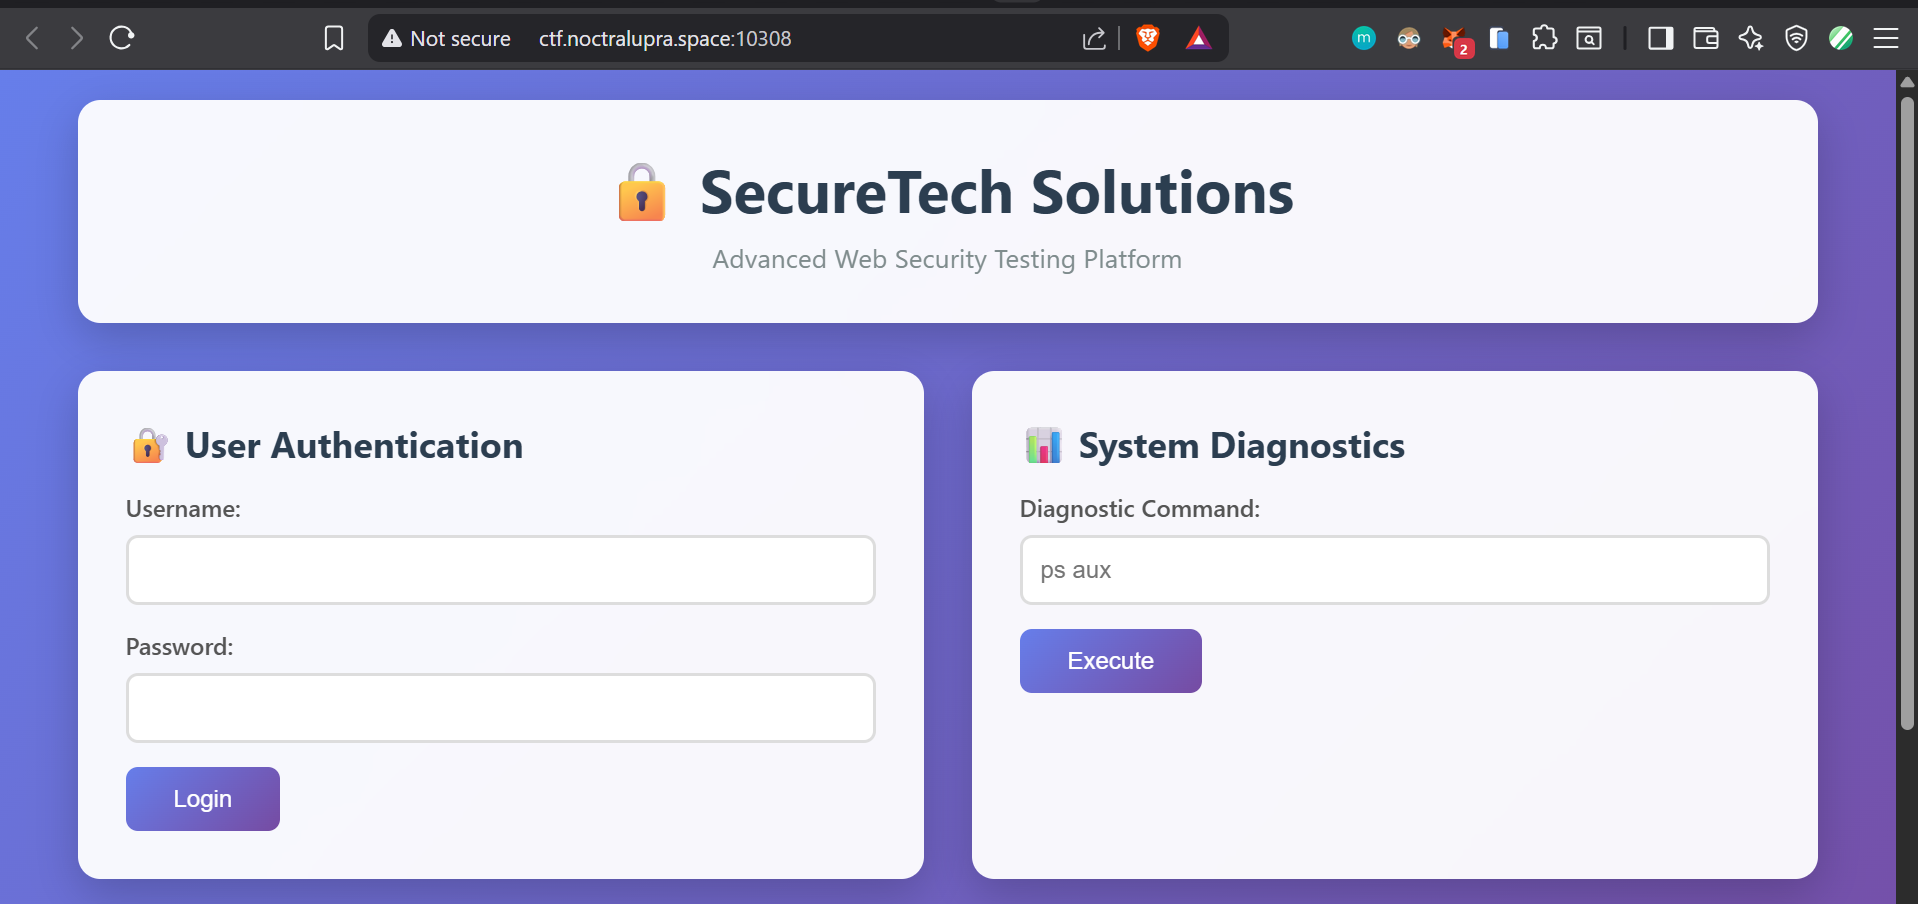 Not secure ctf.noctralupra.space:10308
m
2
SecureTech Solutions
Advanced Web Security Testing Platform
User Authentication
Username:
Password:
Login
System Diagnostics
Diagnostic Command:
ps aux
Execute